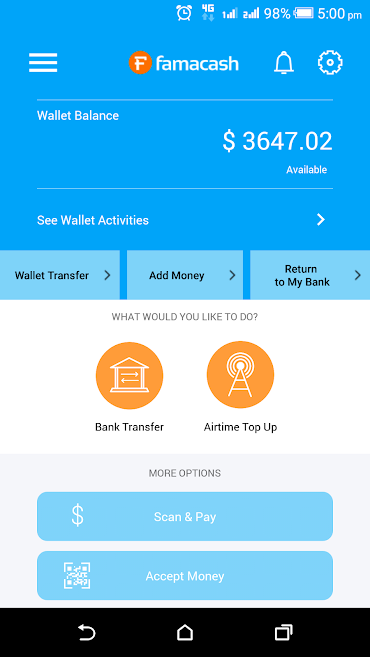 4G 98% 5:00 pm
famacash
Wallet Balance
$ 3647.02
Available
See Wallet Activities
Wallet Transfer
Add Money
Return
to My Bank
WHAT WOULD YOU LIKE TO DO?
Bank Transfer
Airtime Top Up
MORE OPTIONS
$ Scan & Pay
Accept Money